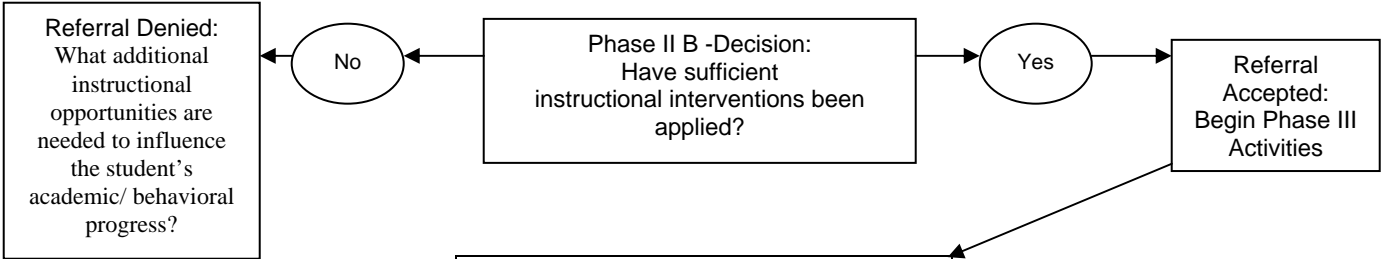 Referral Denied:
What additional
instructional
opportunities are
needed to influence
the student’s
academic/ behavioral
progress?
No
Phase II B -Decision:
Have sufficient
instructional interventions been
applied?
Yes
Referral
Accepted:
Begin Phase III
Activities